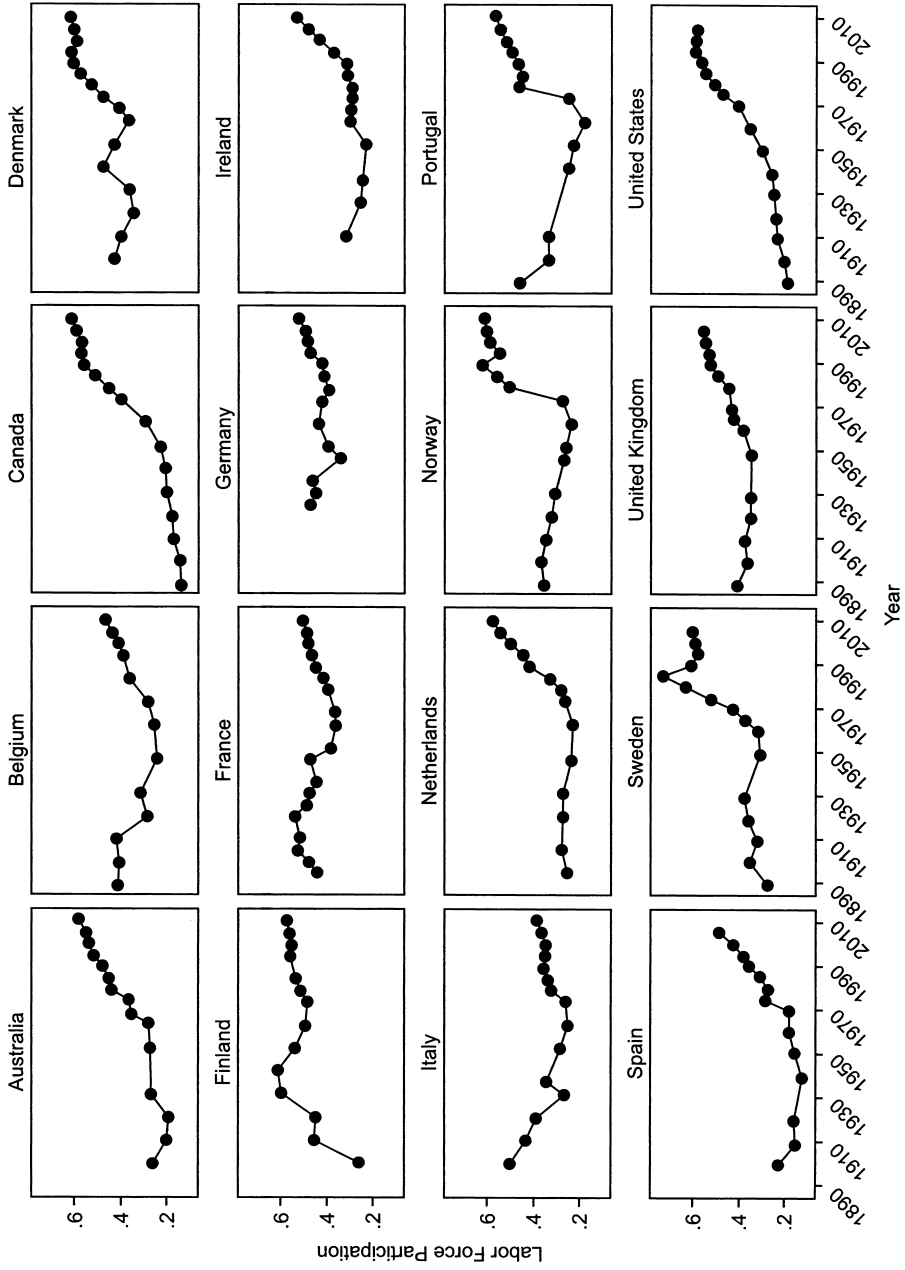 Labor Force Participation
Australia Belgium Canada Denmark
.6
.4
.2
Finland France Germany Ireland
.6
.4
.2
Italy Netherlands Norway Portugal
.6
.4
.2
Spain Sweden United Kingdom United States
.6
.4
.2
1890 1910 1930 1950 1970 1990 2010 1890 1910 1930 1950 1970 1990 2010 1890 1910 1930 1950 1970 1990 2010 1890 1910 1930 1950 1970 1990 2010
Year